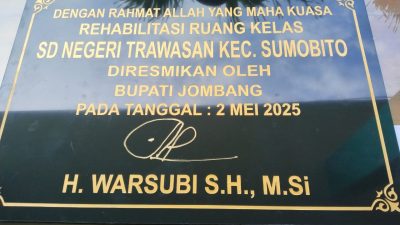 DENGAN RAHMAT ALLAH YANG MAHA KUASA
REHABILITASI RUANG KELAS
SD NEGERI TRAWASAN KEC. SUMOBITO
DIRESMIKAN OLEH
BUPATI JOMBANG
PADA TANGGAL : 2 MEI 2025
H. WARSUBI S.H., M.Si